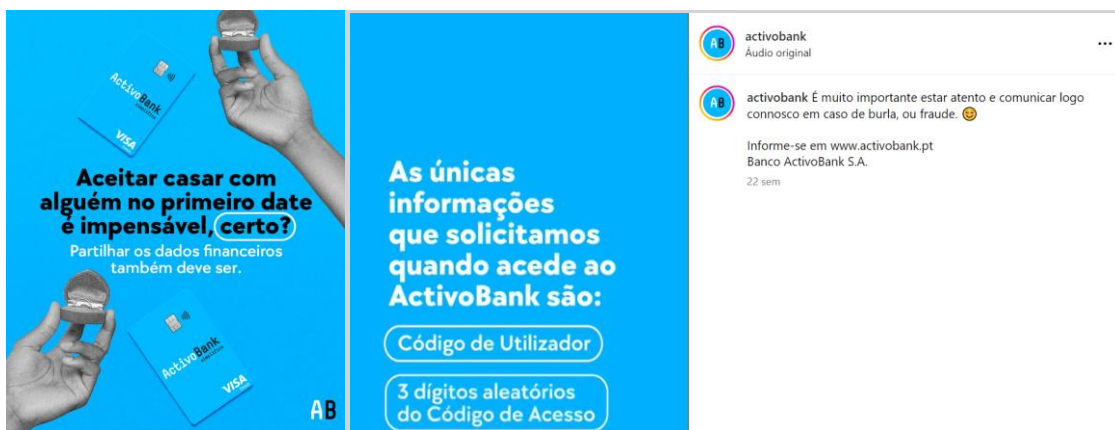 ActivoBank
VISA
Aceitar casar com
alguém no primeiro date
é impensável, certo?
Partilhar os dados financeiros
também deve ser.
ActivoBank
VISA
AB
As únicas
informações
que solicitamos
quando acede ao
ActivoBank são:
Código de Utilizador
3 dígitos aleatórios
do Código de Acesso
AB
activobank
Áudio original
AB
activobank É muito importante estar atento e comunicar logo
connosco em caso de burla, ou fraude. 😊
Informe-se em www.activobank.pt
Banco ActivoBank S.A.
22 sem